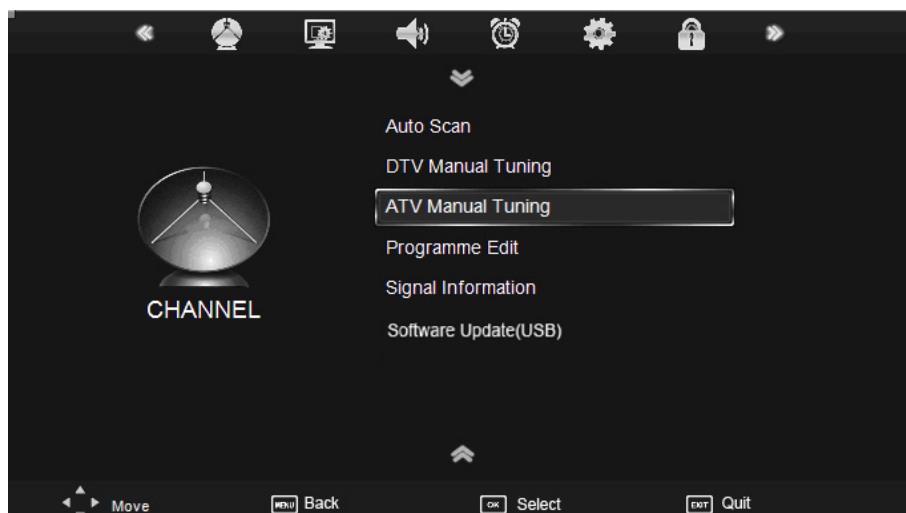 Auto Scan
DTV Manual Tuning
ATV Manual Tuning
Programme Edit
Signal Information
CHANNEL
Software Update(USB)
Move MENU Back OK Select EXIT Quit